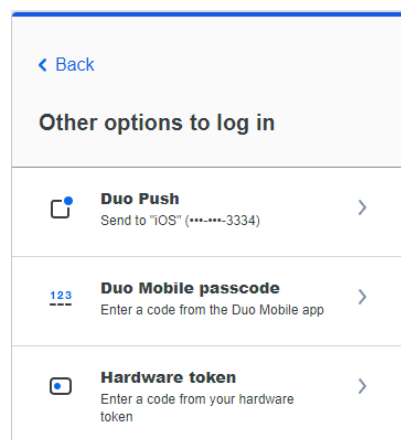 Back
Other options to log in
Duo Push
Send to "iOS" (•••-•••-3334)
123
Duo Mobile passcode
Enter a code from the Duo Mobile app
Hardware token
Enter a code from your hardware
token